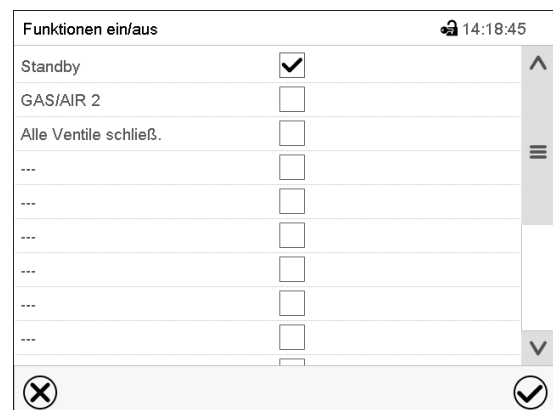 Funktionen ein/aus 14:18:45
Standby
GAS/AIR 2
Alle Ventile schließ.
---
---
---
---
---
---